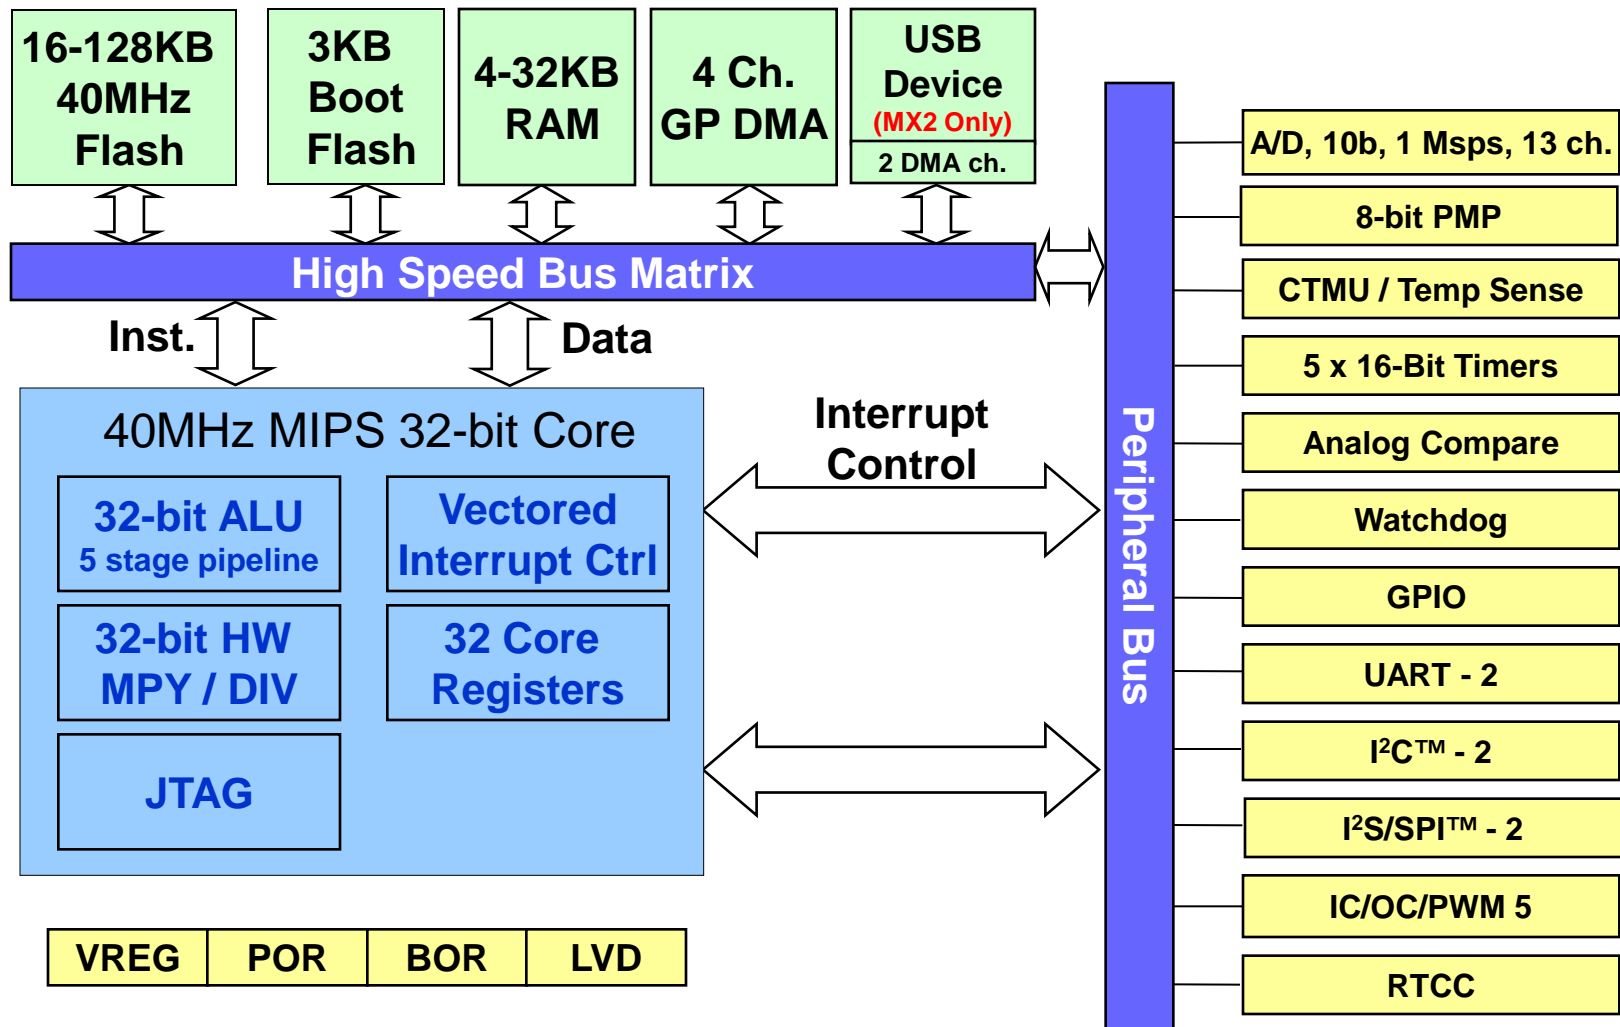 16-128KB
40MHz
Flash
3KB
Boot
Flash
4-32KB
RAM
4 Ch.
GP DMA
USB
Device
(MX2 Only)
2 DMA ch.
High Speed Bus Matrix
Inst.
Data
40MHz MIPS 32-bit Core
32-bit ALU
5 stage pipeline
Vectored
Interrupt Ctrl
32-bit HW
MPY / DIV
32 Core
Registers
JTAG
VREG
POR
BOR
LVD
Interrupt
Control
Peripheral Bus
A/D, 10b, 1 Msps, 13 ch.
8-bit PMP
CTMU / Temp Sense
5 x 16-Bit Timers
Analog Compare
Watchdog
GPIO
UART - 2
I²C™ - 2
I²S/SPI™ - 2
IC/OC/PWM 5
RTCC